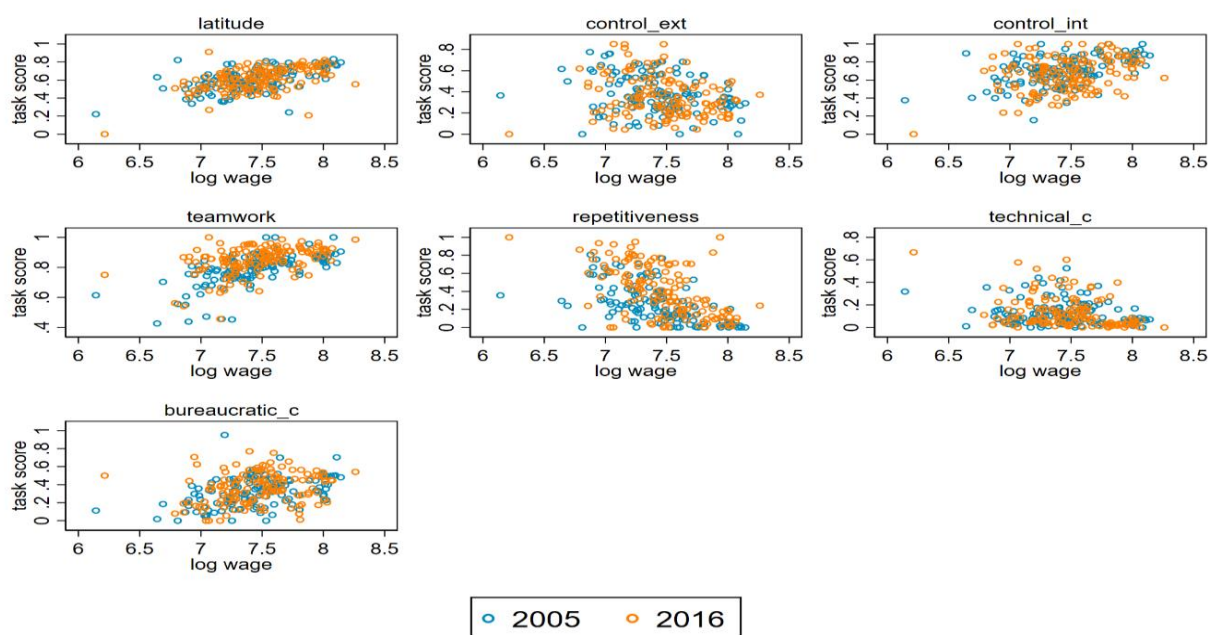 latitude
task score
0 .2 .4 .6 .8 1
6 6.5 7 7.5 8 8.5
log wage
control_ext
task score
0 .2 .4 .6 .8
6 6.5 7 7.5 8 8.5
log wage
control_int
task score
0 .2 .4 .6 .8 1
6 6.5 7 7.5 8 8.5
log wage
teamwork
task score
.4 .6 .8 1
6 6.5 7 7.5 8 8.5
log wage
repetitiveness
task score
0 .2 .4 .6 .8 1
6 6.5 7 7.5 8 8.5
log wage
technical_c
task score
0 .2 .4 .6 .8
6 6.5 7 7.5 8 8.5
log wage
bureaucratic_c
task score
0 .2 .4 .6 .8 1
6 6.5 7 7.5 8 8.5
log wage
2005 2016